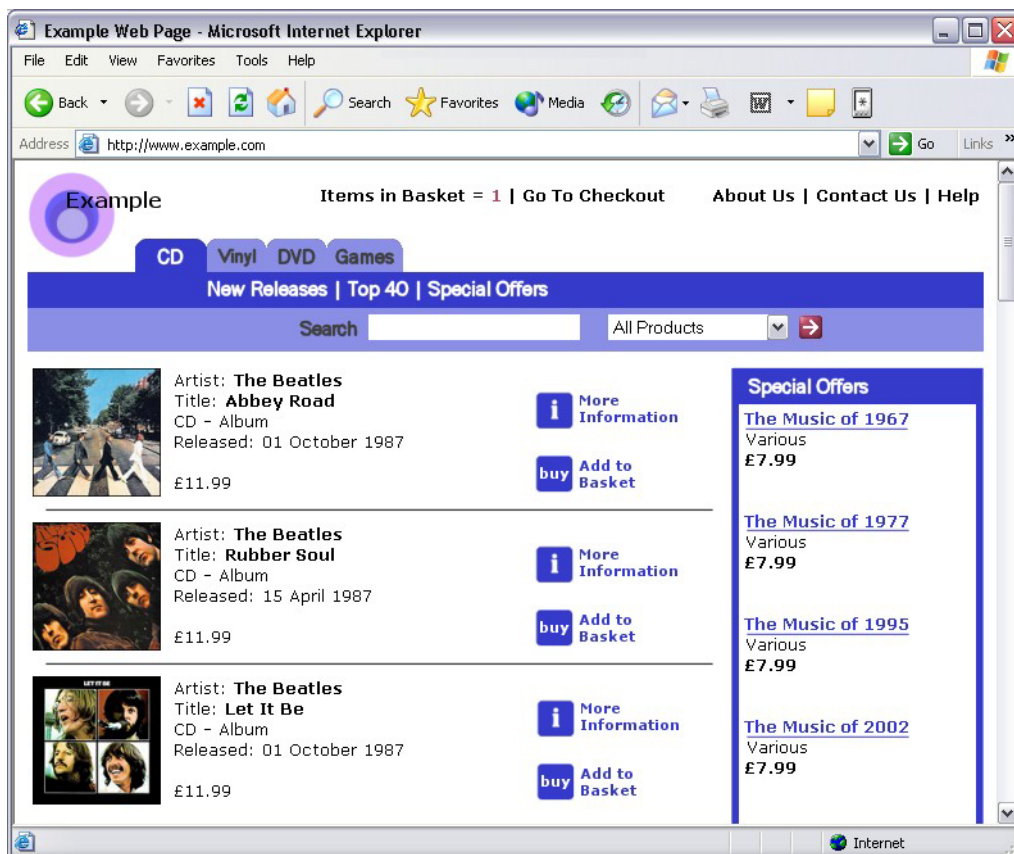 Example Web Page - Microsoft Internet Explorer
File Edit View Favorites Tools Help
Back Search Favorites Media
Address http://www.example.com Go Links »
Example
Items in Basket = 1 | Go To Checkout About Us | Contact Us | Help
CD Vinyl DVD Games
New Releases | Top 40 | Special Offers
Search All Products
Artist: The Beatles
Title: Abbey Road
CD - Album
Released: 01 October 1987
£11.99
i More
Information
buy Add to
Basket
Artist: The Beatles
Title: Rubber Soul
CD - Album
Released: 15 April 1987
£11.99
i More
Information
buy Add to
Basket
LET IT BE
Artist: The Beatles
Title: Let It Be
CD - Album
Released: 01 October 1987
£11.99
i More
Information
buy Add to
Basket
Special Offers
The Music of 1967
Various
£7.99
The Music of 1977
Various
£7.99
The Music of 1995
Various
£7.99
The Music of 2002
Various
£7.99
Internet